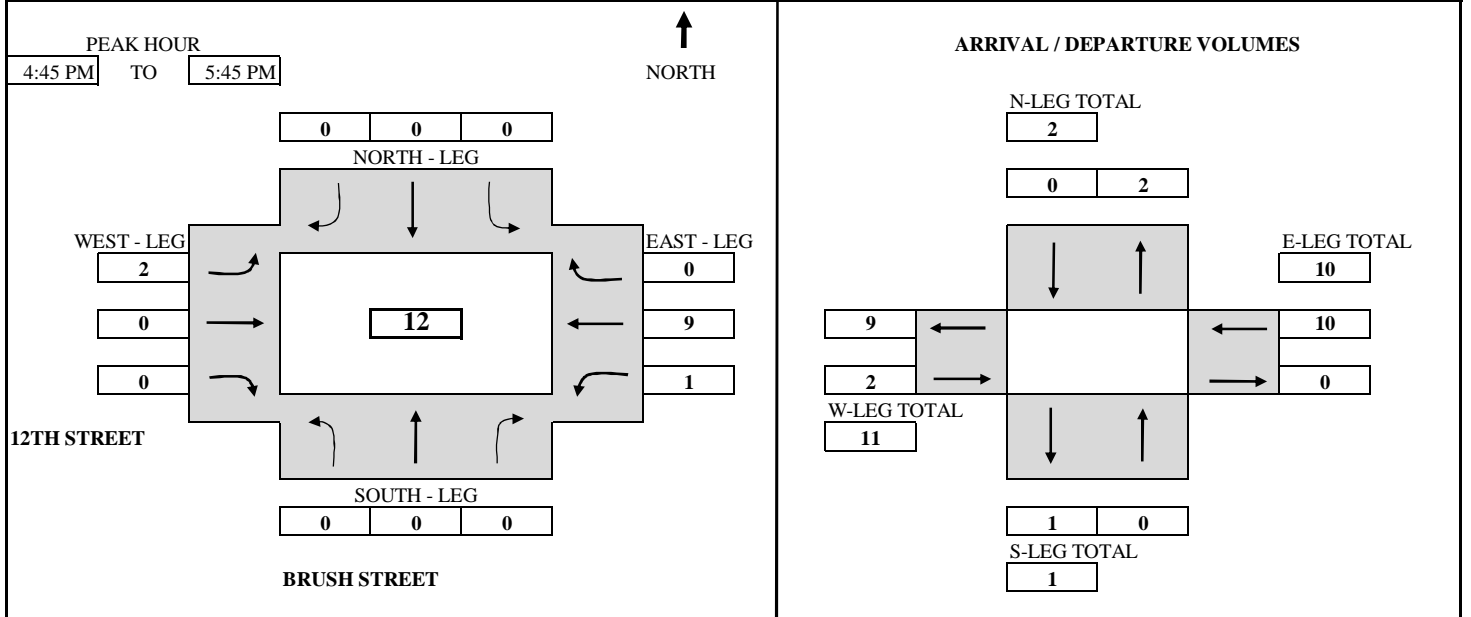 PEAK HOUR
4:45 PM TO 5:45 PM
NORTH
0 0 0
NORTH - LEG
WEST - LEG
EAST - LEG
2
0
0
12
9
0
1
12TH STREET
SOUTH - LEG
0 0 0
BRUSH STREET
ARRIVAL / DEPARTURE VOLUMES
N-LEG TOTAL
2
0 2
E-LEG TOTAL
10
9
10
2
0
W-LEG TOTAL
11
1 0
S-LEG TOTAL
1